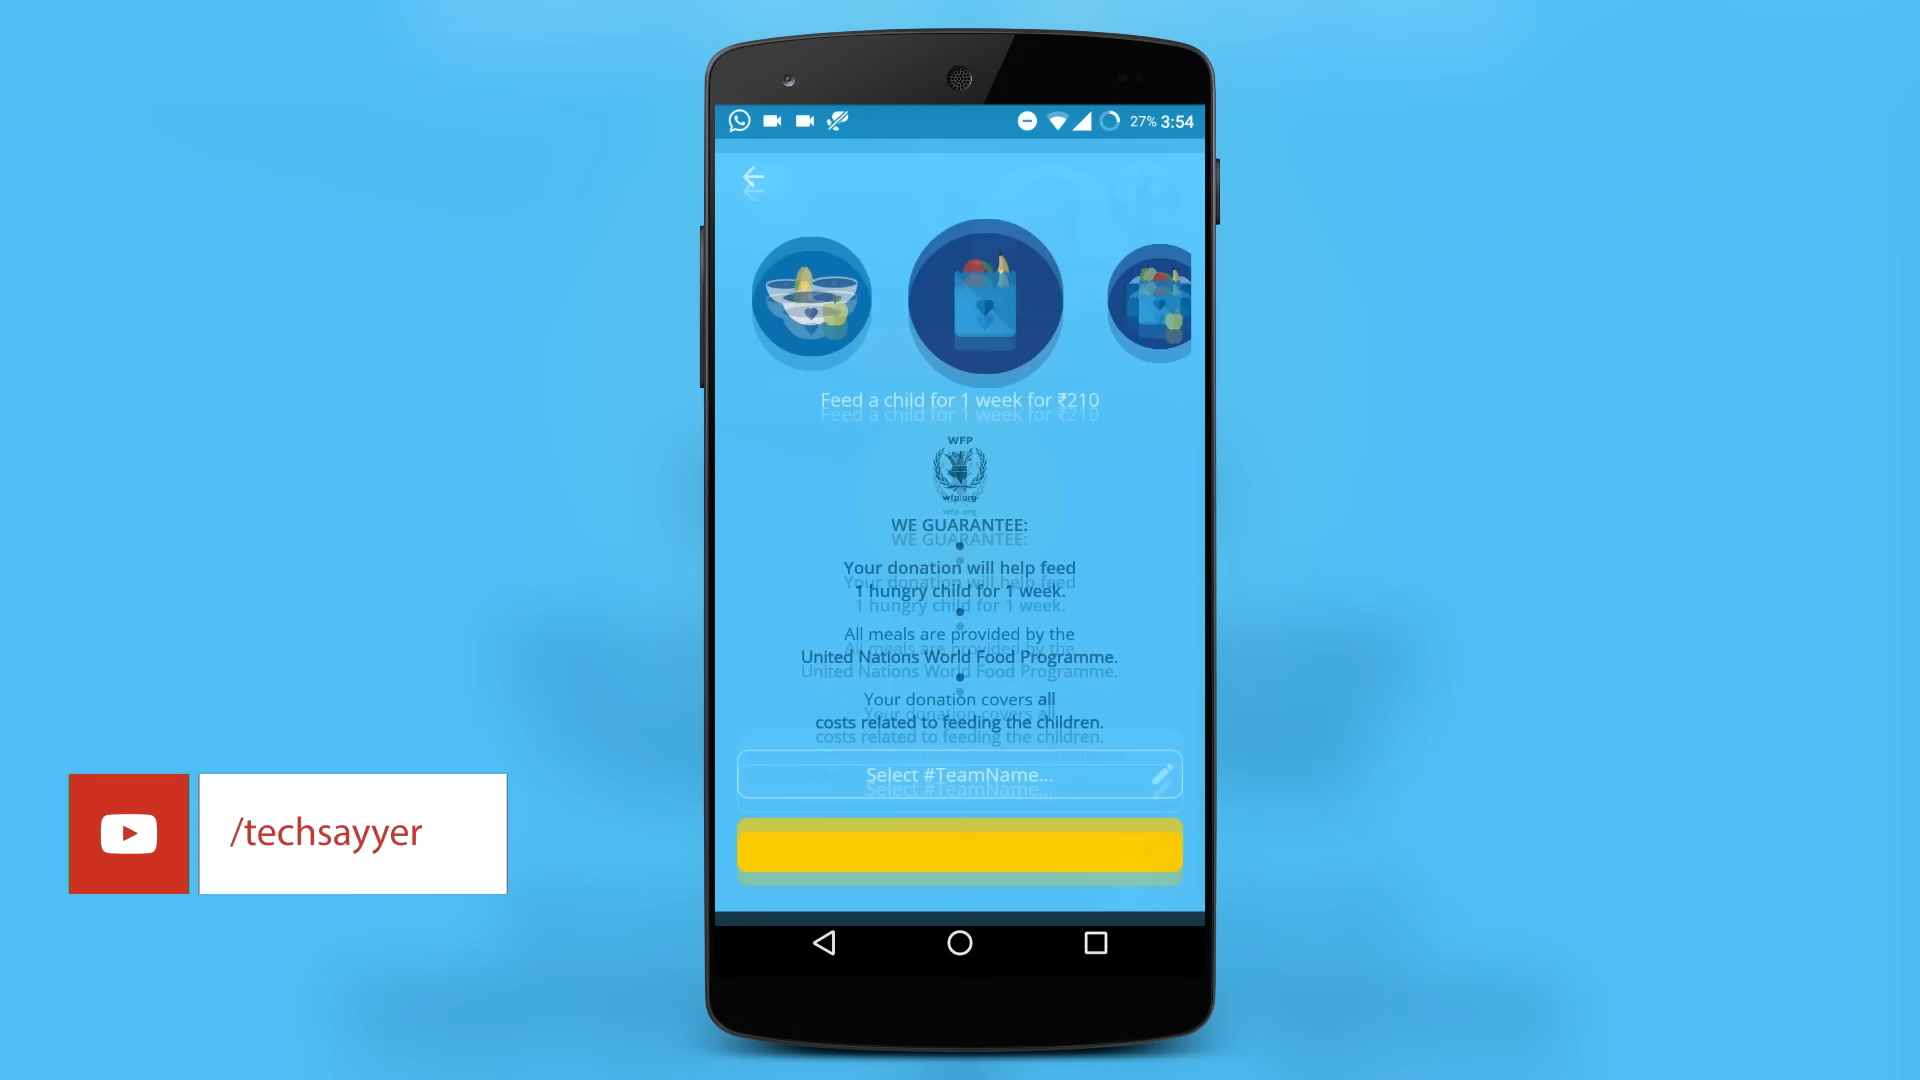 27% 3:54
Feed a child for 1 week for ₹210
WFP
wfp.org
WE GUARANTEE:
Your donation will help feed
1 hungry child for 1 week.
All meals are provided by the
United Nations World Food Programme.
Your donation covers all
costs related to feeding the children.
Select #TeamName...
/techsayyer